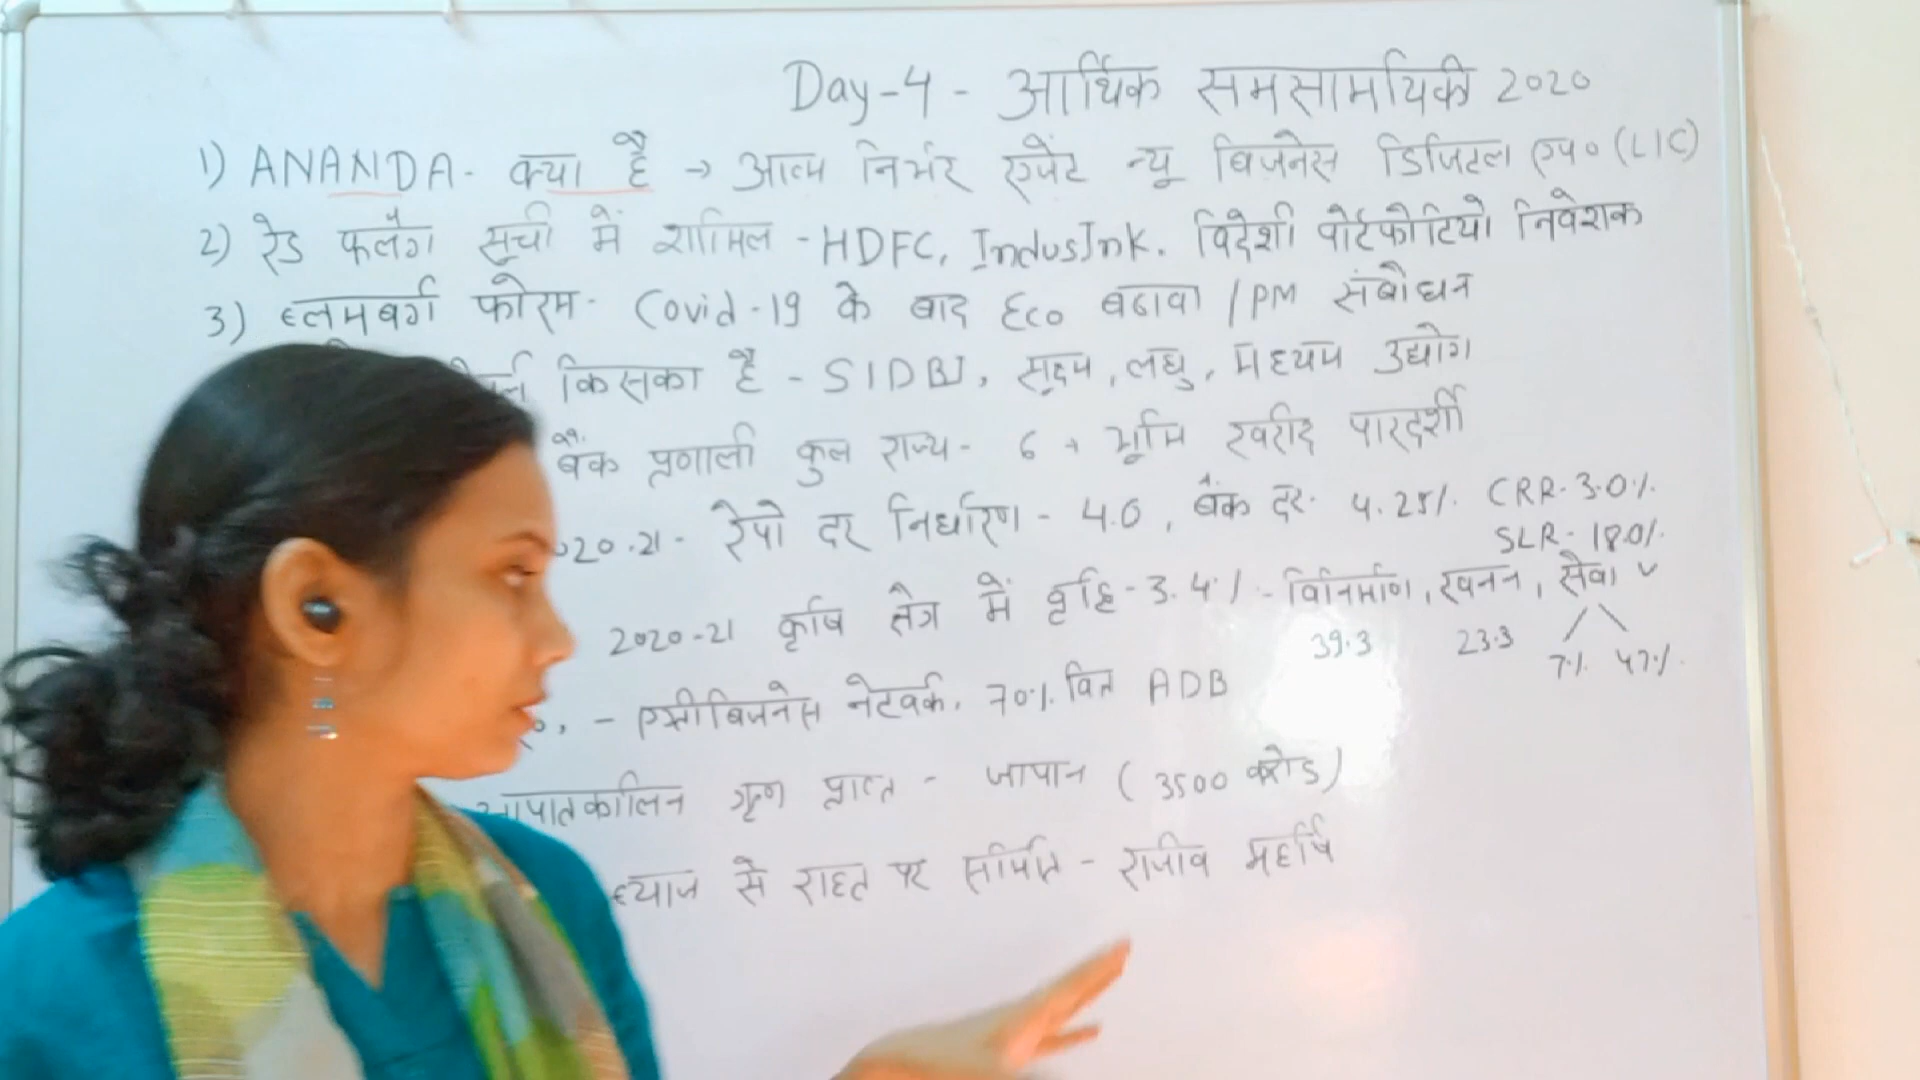 Day-4 - आर्थिक समसामयिकी 2020
1) ANANDA- क्या है → आत्म निर्भर एजेंट न्यू बिजनेस डिजिटल एप० (LIC)
2) रेड फलैग सूची में शामिल - HDFC, IndusInk. विदेशी पोर्टफोटियो निवेशक
3) ब्लूमबर्ग फोरम- Covid-19 के बाद Eco बढावा / PM संबोधन
किसका है - SIDBI, सूक्ष्म, लघु, मध्यम उद्योग
बैंक प्रणाली कुल राज्य- 6 → भूमि खरीद पारदर्शी
020-21- रेपो दर निर्धारण - 4.0, बैंक दर- 4.25%. CRR-3.0%.
SLR- 18.0%.
2020-21 कृषि क्षेत्र में वृद्धि-3.4% - विनिर्माण, खनन, सेवा
39.3 23.3 7% 47%.
- एग्रीबिजनेस नेटवर्क, 70% वित्त ADB
आपातकालिन ऋण प्राप्त - जापान (3500 करोड)
ब्याज से राहत पर समिति - राजीव महर्षि